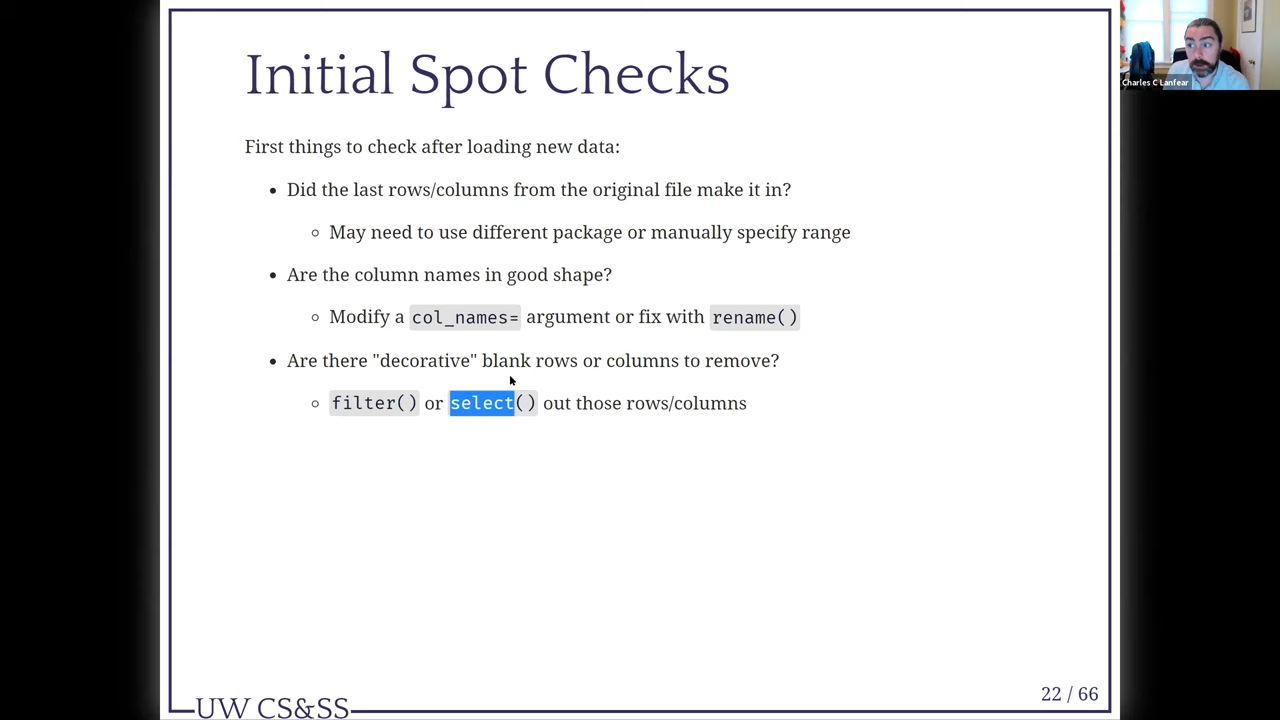 Initial Spot Checks
Charles C Lanfear
First things to check after loading new data:
• Did the last rows/columns from the original file make it in?
◦ May need to use different package or manually specify range
• Are the column names in good shape?
◦ Modify a col_names= argument or fix with rename()
• Are there "decorative" blank rows or columns to remove?
◦ filter() or select() out those rows/columns
22 / 66
UW CS&SS